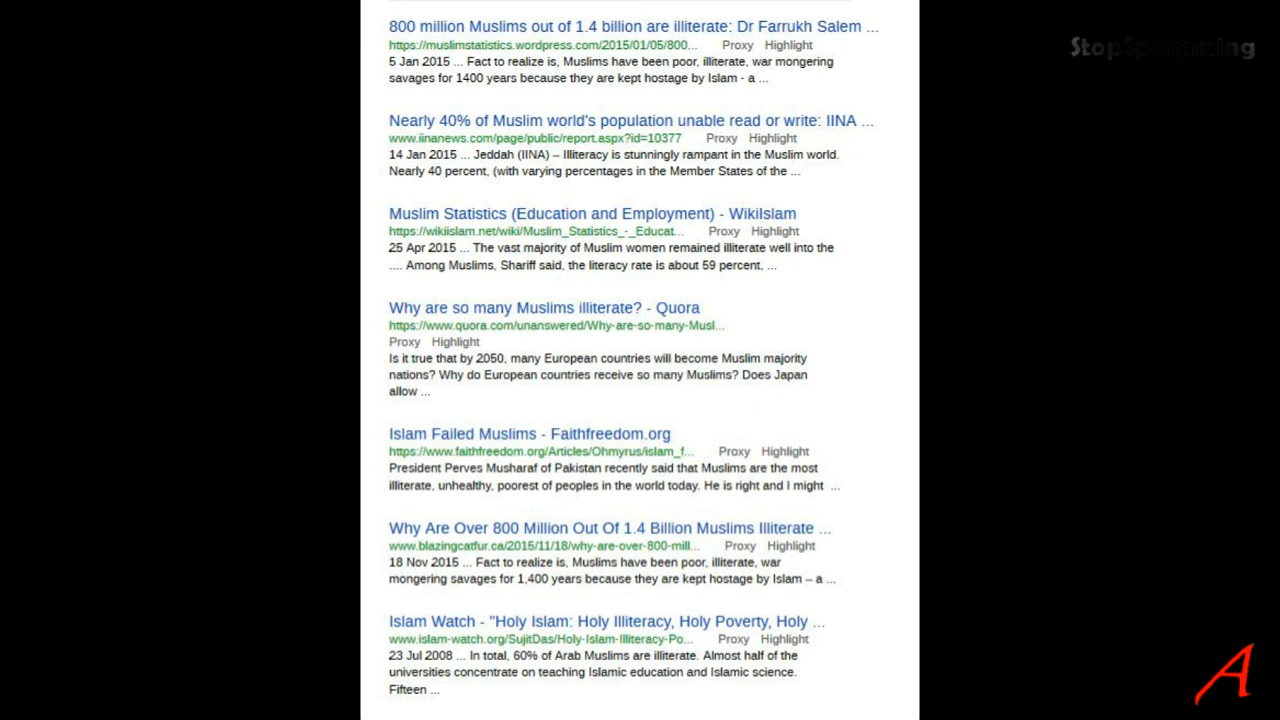 StopSpamming
800 million Muslims out of 1.4 billion are illiterate: Dr Farrukh Salem ...
https://muslimstatistics.wordpress.com/2015/01/05/800... Proxy Highlight
5 Jan 2015 ... Fact to realize is, Muslims have been poor, illiterate, war mongering
savages for 1400 years because they are kept hostage by Islam - a ...
Nearly 40% of Muslim world's population unable read or write: IINA ...
www.iinanews.com/page/public/report.aspx?id=10377 Proxy Highlight
14 Jan 2015 ... Jeddah (IINA) – Illiteracy is stunningly rampant in the Muslim world.
Nearly 40 percent, (with varying percentages in the Member States of the ...
Muslim Statistics (Education and Employment) - WikiIslam
https://wikiislam.net/wiki/Muslim_Statistics_-_Educat... Proxy Highlight
25 Apr 2015 ... The vast majority of Muslim women remained illiterate well into the
.... Among Muslims, Shariff said, the literacy rate is about 59 percent, ...
Why are so many Muslims illiterate? - Quora
https://www.quora.com/unanswered/Why-are-so-many-Musl...
Proxy Highlight
Is it true that by 2050, many European countries will become Muslim majority
nations? Why do European countries receive so many Muslims? Does Japan
allow ...
Islam Failed Muslims - Faithfreedom.org
https://www.faithfreedom.org/Articles/Ohmyrus/islam_f... Proxy Highlight
President Perves Musharaf of Pakistan recently said that Muslims are the most
illiterate, unhealthy, poorest of peoples in the world today. He is right and I might ...
Why Are Over 800 Million Out Of 1.4 Billion Muslims Illiterate ...
www.blazingcatfur.ca/2015/11/18/why-are-over-800-mill... Proxy Highlight
18 Nov 2015 ... Fact to realize is, Muslims have been poor, illiterate, war
mongering savages for 1,400 years because they are kept hostage by Islam – a ...
Islam Watch - "Holy Islam: Holy Illiteracy, Holy Poverty, Holy ...
www.islam-watch.org/SujitDas/Holy-Islam-Illiteracy-Po... Proxy Highlight
23 Jul 2008 ... In total, 60% of Arab Muslims are illiterate. Almost half of the
universities concentrate on teaching Islamic education and Islamic science.
Fifteen ...
A